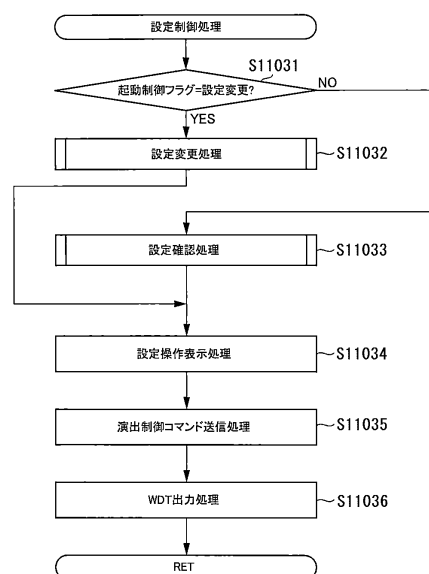 設定制御処理
S11031
起動制御フラグ=設定変更?
NO
YES
設定変更処理
S11032
設定確認処理
S11033
設定操作表示処理
S11034
演出制御コマンド送信処理
S11035
WDT出力処理
S11036
RET